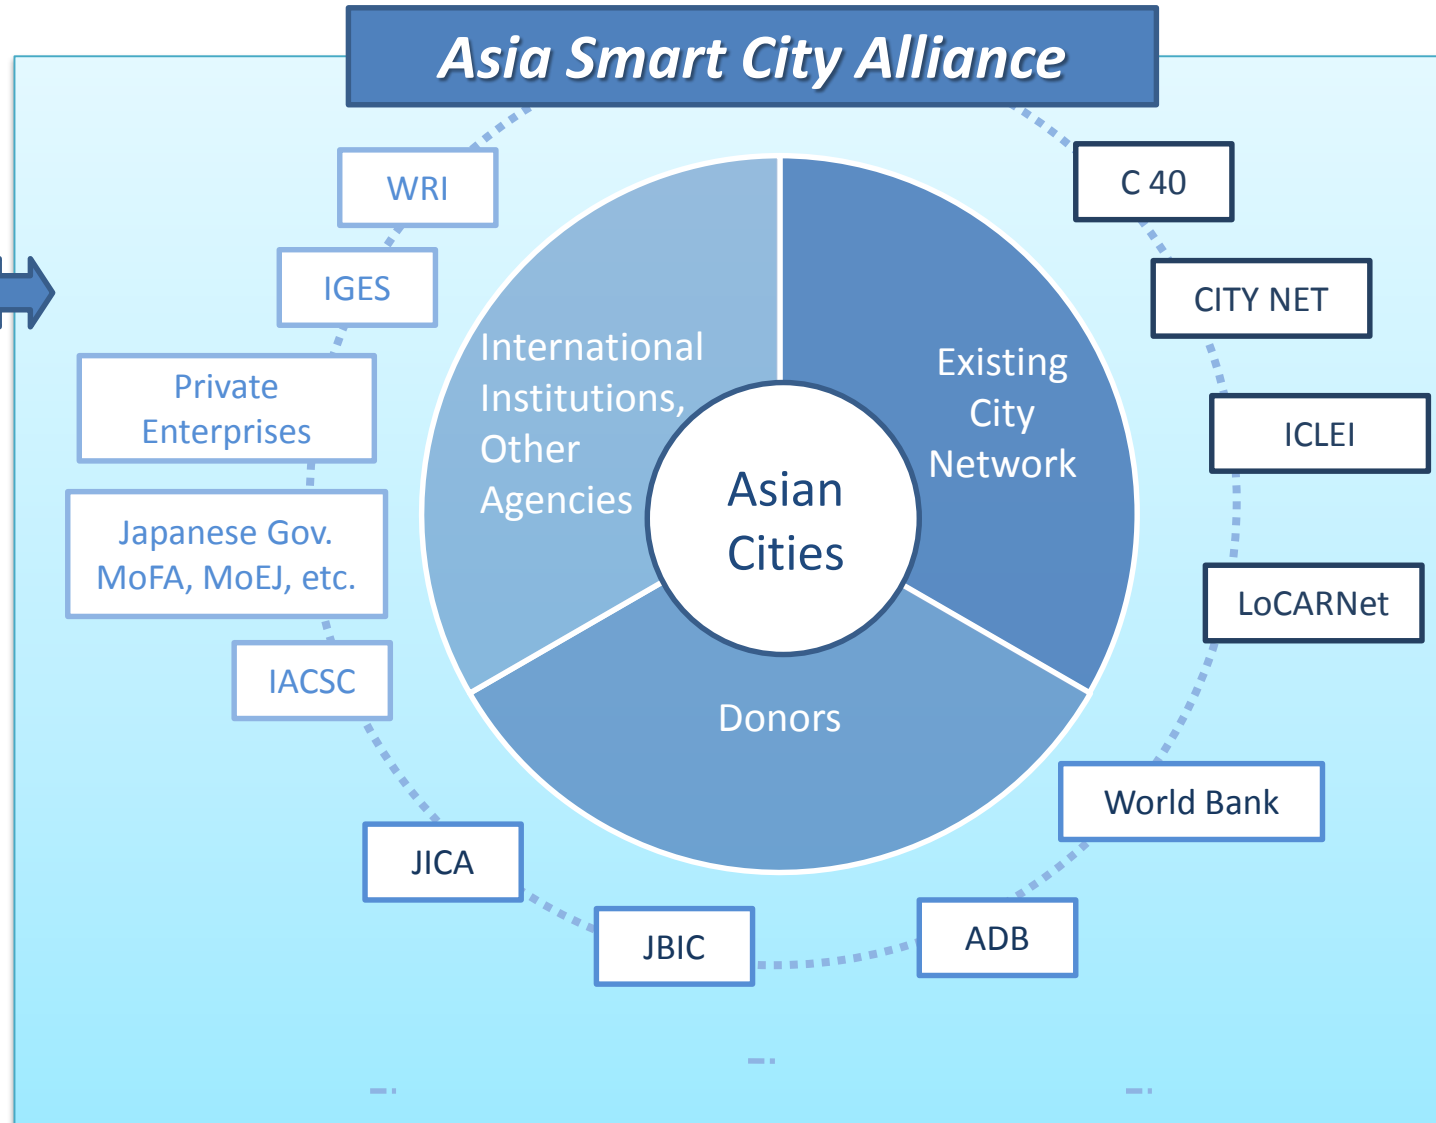 Asia Smart City Alliance
WRI
IGES
Private
Enterprises
Japanese Gov.
MoFA, MoEJ, etc.
IACSC
International
Institutions,
Other
Agencies
Existing
City
Network
Asian
Cities
Donors
C 40
CITY NET
ICLEI
LoCARNet
World Bank
ADB
JBIC
JICA